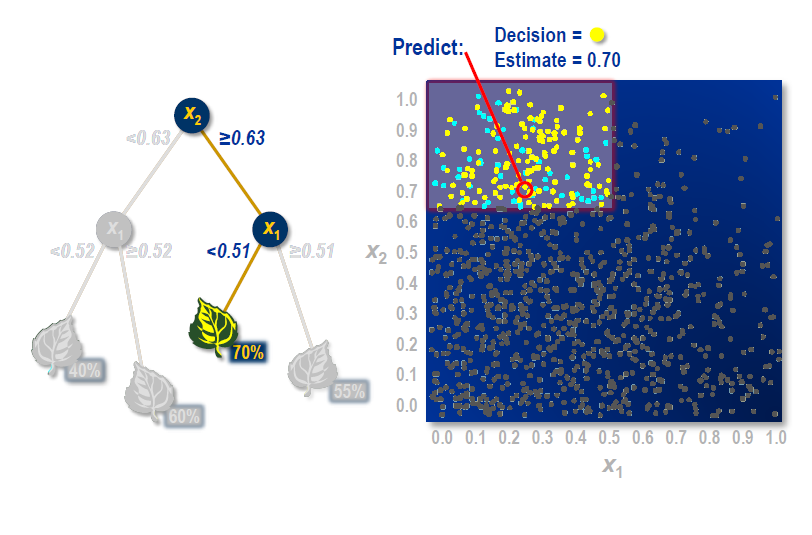 Predict:
Decision =
Estimate = 0.70
x2
<0.63
≥0.63
x1
x1
<0.52
≥0.52
<0.51
≥0.51
40%
60%
70%
55%
x2
1.0
0.9
0.8
0.7
0.6
0.5
0.4
0.3
0.2
0.1
0.0
0.0 0.1 0.2 0.3 0.4 0.5 0.6 0.7 0.8 0.9 1.0
x1